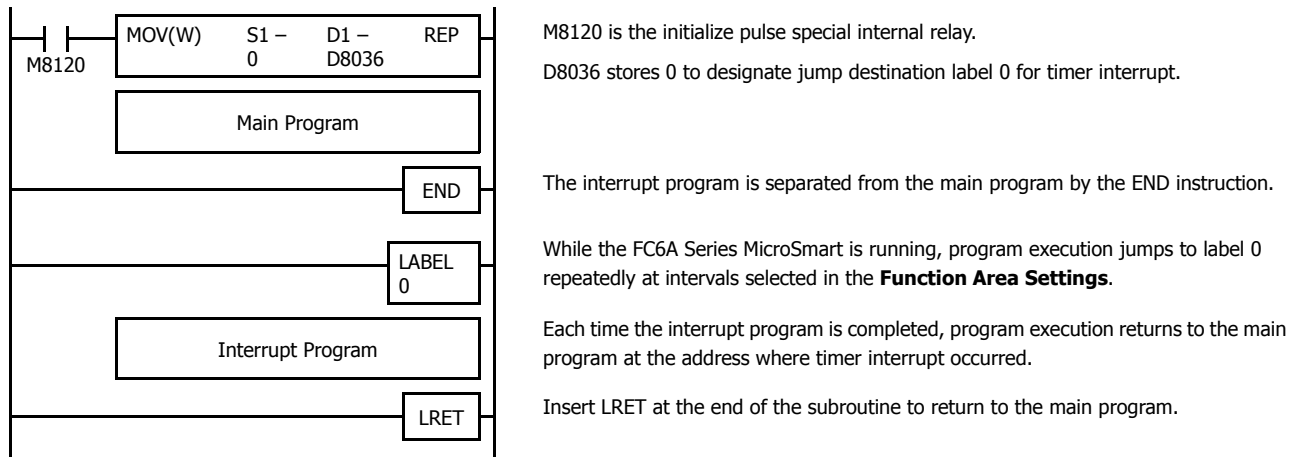 MOV(W) S1 – D1 – REP
0 D8036
M8120
M8120 is the initialize pulse special internal relay.
D8036 stores 0 to designate jump destination label 0 for timer interrupt.
Main Program
END
The interrupt program is separated from the main program by the END instruction.
LABEL
0
While the FC6A Series MicroSmart is running, program execution jumps to label 0
repeatedly at intervals selected in the Function Area Settings.
Interrupt Program
Each time the interrupt program is completed, program execution returns to the main
program at the address where timer interrupt occurred.
LRET
Insert LRET at the end of the subroutine to return to the main program.